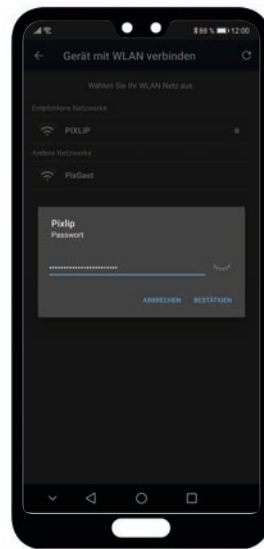 88 % 12:00
Gerät mit WLAN verbinden
Wählen Sie Ihr WLAN Netz aus.
Empfohlene Netzwerke
PIXLIP
Andere Netzwerke
PixGast
Pixlip
Passwort
ABBRECHEN BESTÄTIGEN